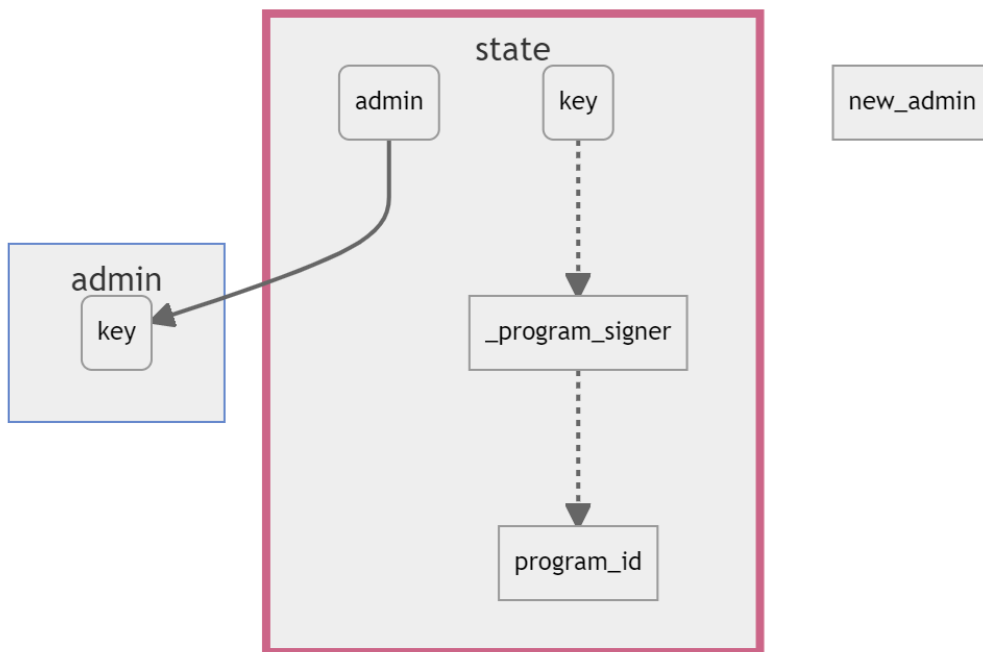 state
admin
key
new_admin
admin
key
_program_signer
program_id